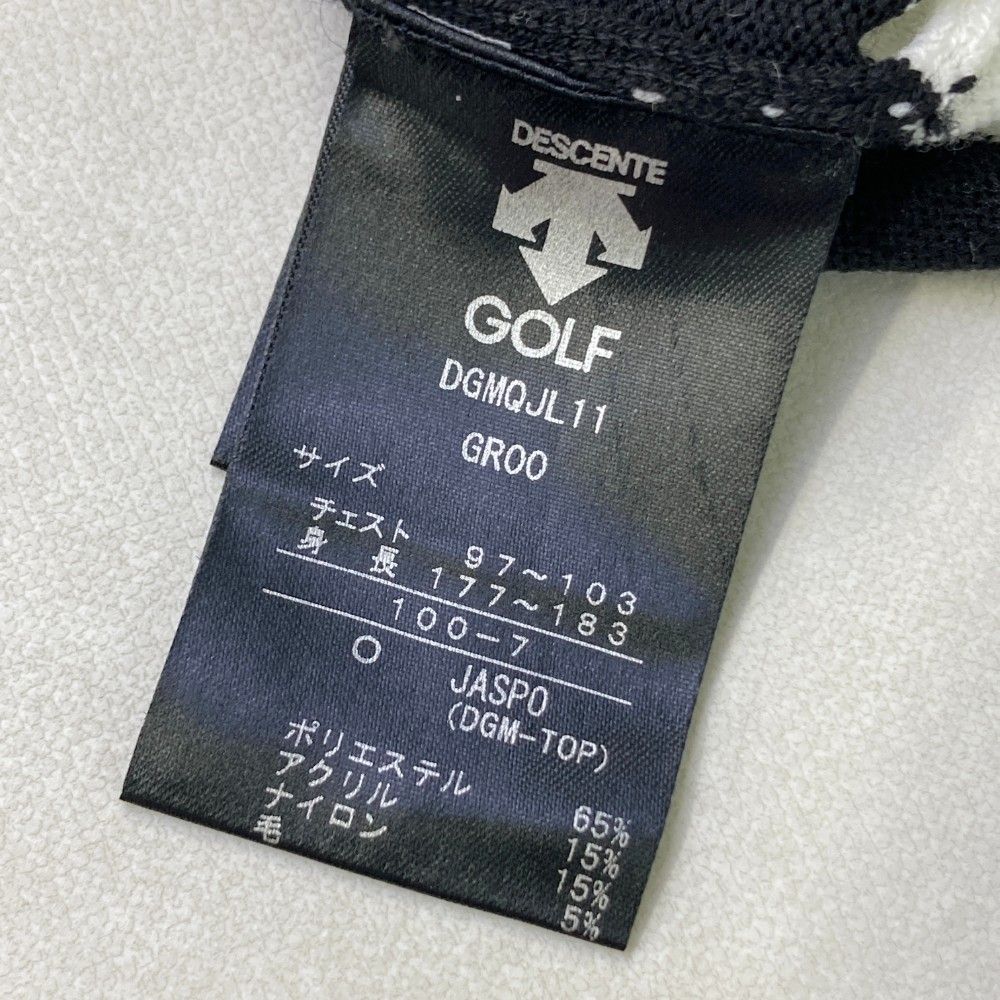 DESCENTE
GOLF
DGMQJL11
GR00
サイズ
チェスト 97～103
身長 177～183
100-7
O JASPO
(DGM-TOP)
ポリエステル 65%
アクリル 15%
ナイロン 15%
毛 5%